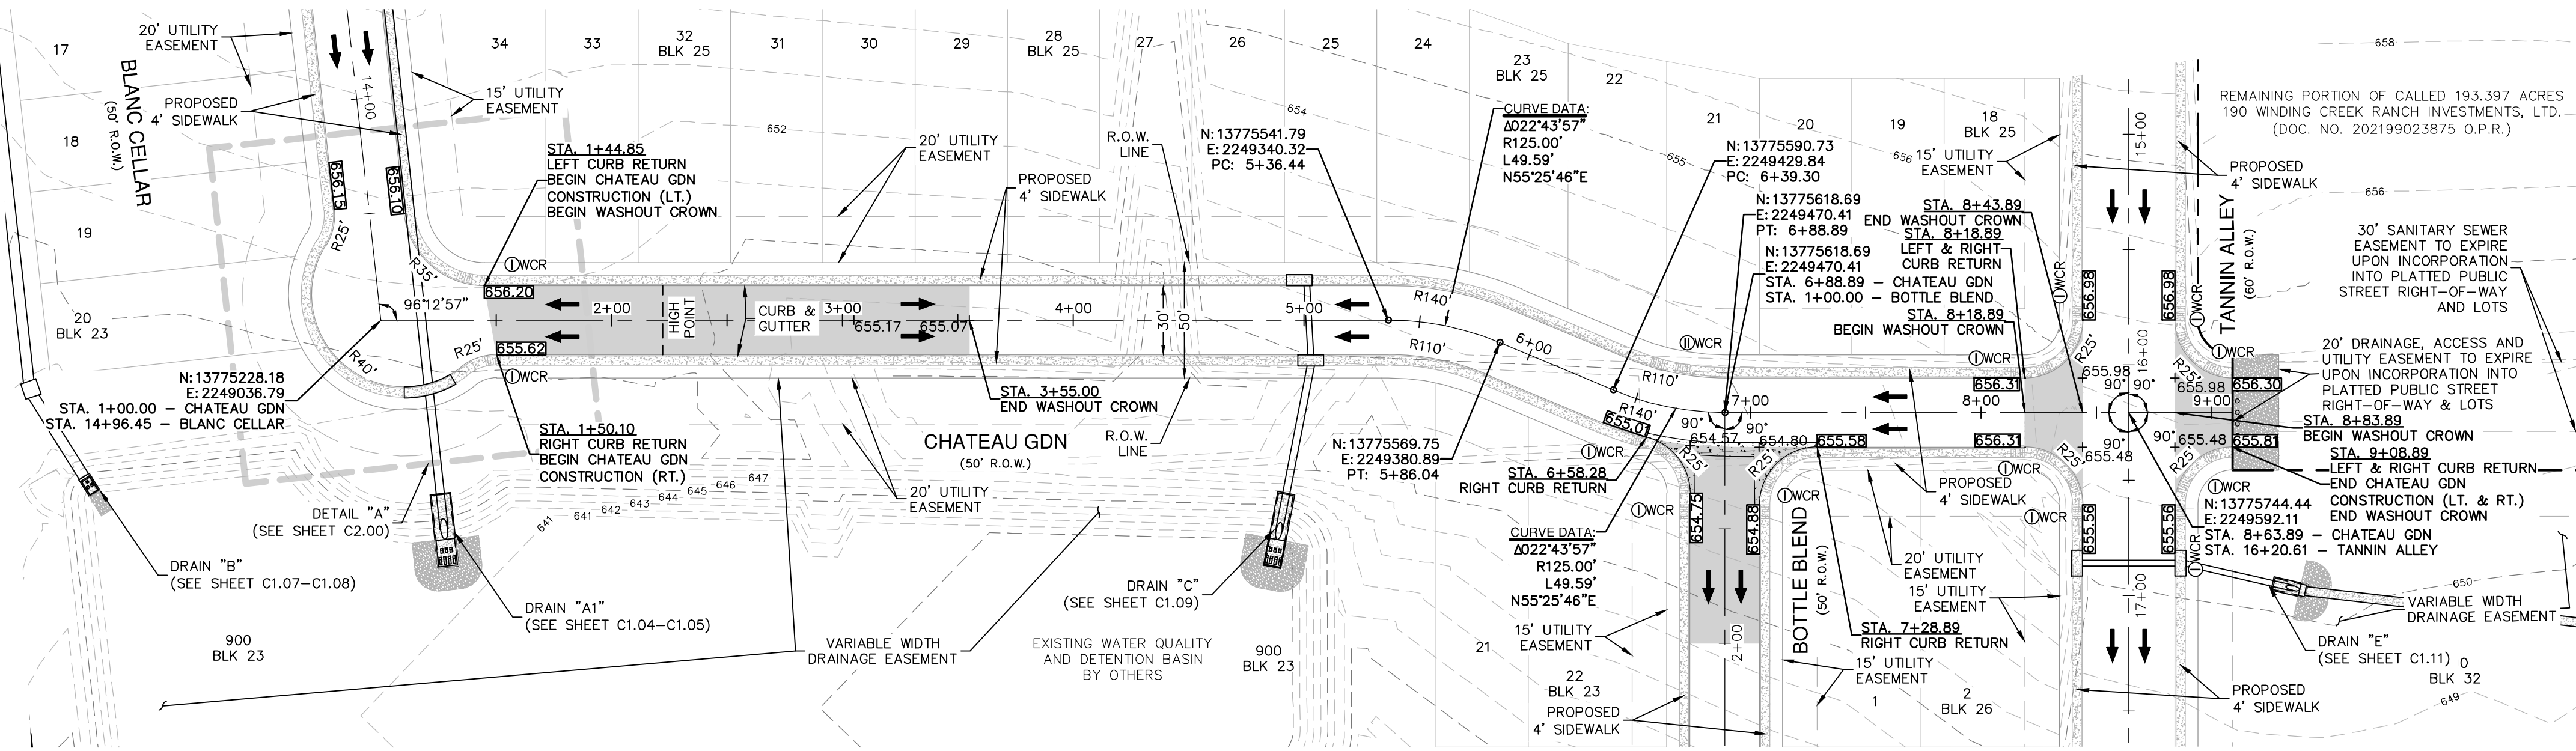 17
18
19
20
BLK 23
20' UTILITY
EASEMENT
BLANC CELLAR
(50' R.O.W.)
PROPOSED
4' SIDEWALK
14+00
15' UTILITY
EASEMENT
656.15
656.10
R25'
R35'
96°12'57"
R40'
R25'
N:13775228.18
E:2249036.79
STA. 1+00.00 – CHATEAU GDN
STA. 14+96.45 – BLANC CELLAR
34
33
32
BLK 25
31
30
29
28
BLK 25
27
26
25
24
23
BLK 25
22
21
20
19
18
BLK 25
652
654
655
656
658
656
STA. 1+44.85
LEFT CURB RETURN
BEGIN CHATEAU GDN
CONSTRUCTION (LT.)
BEGIN WASHOUT CROWN
I WCR
656.20
655.62
I WCR
2+00
HIGH
POINT
CURB &
GUTTER
3+00
655.17
655.07
4+00
30'
50'
5+00
20' UTILITY
EASEMENT
PROPOSED
4' SIDEWALK
R.O.W.
LINE
STA. 3+55.00
END WASHOUT CROWN
STA. 1+50.10
RIGHT CURB RETURN
BEGIN CHATEAU GDN
CONSTRUCTION (RT.)
CHATEAU GDN
(50' R.O.W.)
R.O.W.
LINE
20' UTILITY
EASEMENT
641
641
642
643
644
645
646
647
DETAIL "A"
(SEE SHEET C2.00)
DRAIN "B"
(SEE SHEET C1.07–C1.08)
DRAIN "A1"
(SEE SHEET C1.04–C1.05)
DRAIN "C"
(SEE SHEET C1.09)
VARIABLE WIDTH
DRAINAGE EASEMENT
EXISTING WATER QUALITY
AND DETENTION BASIN
BY OTHERS
900
BLK 23
900
BLK 23
N:13775541.79
E:2249340.32
PC: 5+36.44
CURVE DATA:
Δ022°43'57"
R125.00'
L49.59'
N55°25'46"E
N:13775590.73
E:2249429.84
PC: 6+39.30
N:13775618.69
E:2249470.41
PT: 6+88.89
N:13775618.69
E:2249470.41
STA. 6+88.89 – CHATEAU GDN
STA. 1+00.00 – BOTTLE BLEND
STA. 8+43.89
END WASHOUT CROWN
STA. 8+18.89
LEFT & RIGHT
CURB RETURN
STA. 8+18.89
BEGIN WASHOUT CROWN
15' UTILITY
EASEMENT
R140'
R110'
6+00
R110'
R140'
II WCR
I WCR
655.01
90°
90°
654.57
654.80
7+00
655.58
8+00
656.31
656.31
N:13775569.75
E:2249380.89
PT: 5+86.04
STA. 6+58.28
RIGHT CURB RETURN
I WCR
I WCR
R25'
R25'
654.75
654.88
I WCR
I WCR
I WCR
CURVE DATA:
Δ022°43'57"
R125.00'
L49.59'
N55°25'46"E
BOTTLE BLEND
(50' R.O.W.)
2+00
15' UTILITY
EASEMENT
21
22
BLK 23
PROPOSED
4' SIDEWALK
STA. 7+28.89
RIGHT CURB RETURN
15' UTILITY
EASEMENT
20' UTILITY
EASEMENT
15' UTILITY
EASEMENT
PROPOSED
4' SIDEWALK
1
2
BLK 26
15+00
16+00
17+00
I WCR
656.98
656.98
I WCR
I WCR
TANNIN ALLEY
(60' R.O.W.)
PROPOSED
4' SIDEWALK
REMAINING PORTION OF CALLED 193.397 ACRES
190 WINDING CREEK RANCH INVESTMENTS, LTD.
(DOC. NO. 202199023875 O.P.R.)
30' SANITARY SEWER
EASEMENT TO EXPIRE
UPON INCORPORATION
INTO PLATTED PUBLIC
STREET RIGHT-OF-WAY
AND LOTS
20' DRAINAGE, ACCESS AND
UTILITY EASEMENT TO EXPIRE
UPON INCORPORATION INTO
PLATTED PUBLIC STREET
RIGHT-OF-WAY & LOTS
R25'
R25'
655.98
655.98
90°
90°
90°
90°
9+00
656.30
655.48
655.48
655.81
R25'
R25'
STA. 8+83.89
BEGIN WASHOUT CROWN
STA. 9+08.89
LEFT & RIGHT CURB RETURN
END CHATEAU GDN
CONSTRUCTION (LT. & RT.)
END WASHOUT CROWN
655.56
655.56
I WCR
I WCR
N:13775744.44
E:2249592.11
STA. 8+63.89 – CHATEAU GDN
STA. 16+20.61 – TANNIN ALLEY
650
VARIABLE WIDTH
DRAINAGE EASEMENT
DRAIN "E"
(SEE SHEET C1.11)
0
BLK 32
649
PROPOSED
4' SIDEWALK